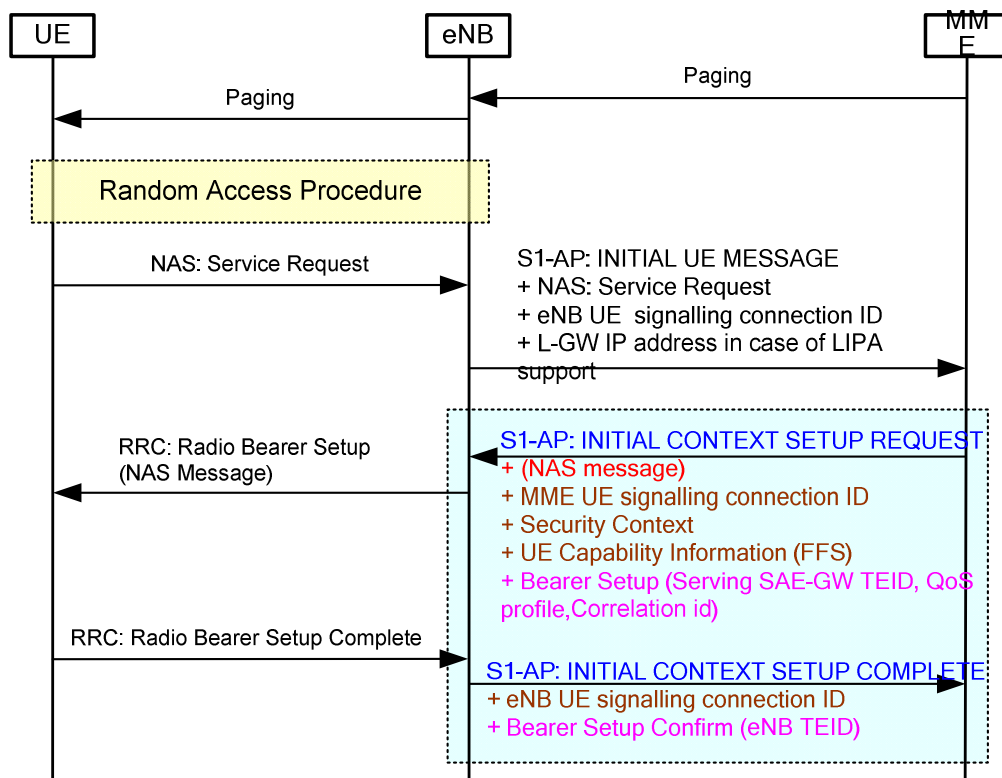 UE
eNB
MM
E
Paging
Paging
Random Access Procedure
NAS: Service Request
S1-AP: INITIAL UE MESSAGE
+ NAS: Service Request
+ eNB UE signalling connection ID
+ L-GW IP address in case of LIPA
support
S1-AP: INITIAL CONTEXT SETUP REQUEST
+ (NAS message)
+ MME UE signalling connection ID
+ Security Context
+ UE Capability Information (FFS)
+ Bearer Setup (Serving SAE-GW TEID, QoS
profile,Correlation id)
RRC: Radio Bearer Setup
(NAS Message)
RRC: Radio Bearer Setup Complete
S1-AP: INITIAL CONTEXT SETUP COMPLETE
+ eNB UE signalling connection ID
+ Bearer Setup Confirm (eNB TEID)